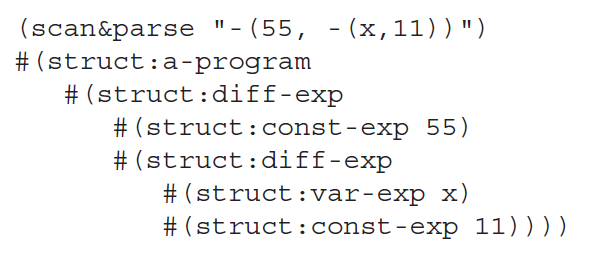 (scan&parse "-(55, -(x,11))")
#(struct:a-program
#(struct:diff-exp
#(struct:const-exp 55)
#(struct:diff-exp
#(struct:var-exp x)
#(struct:const-exp 11))))